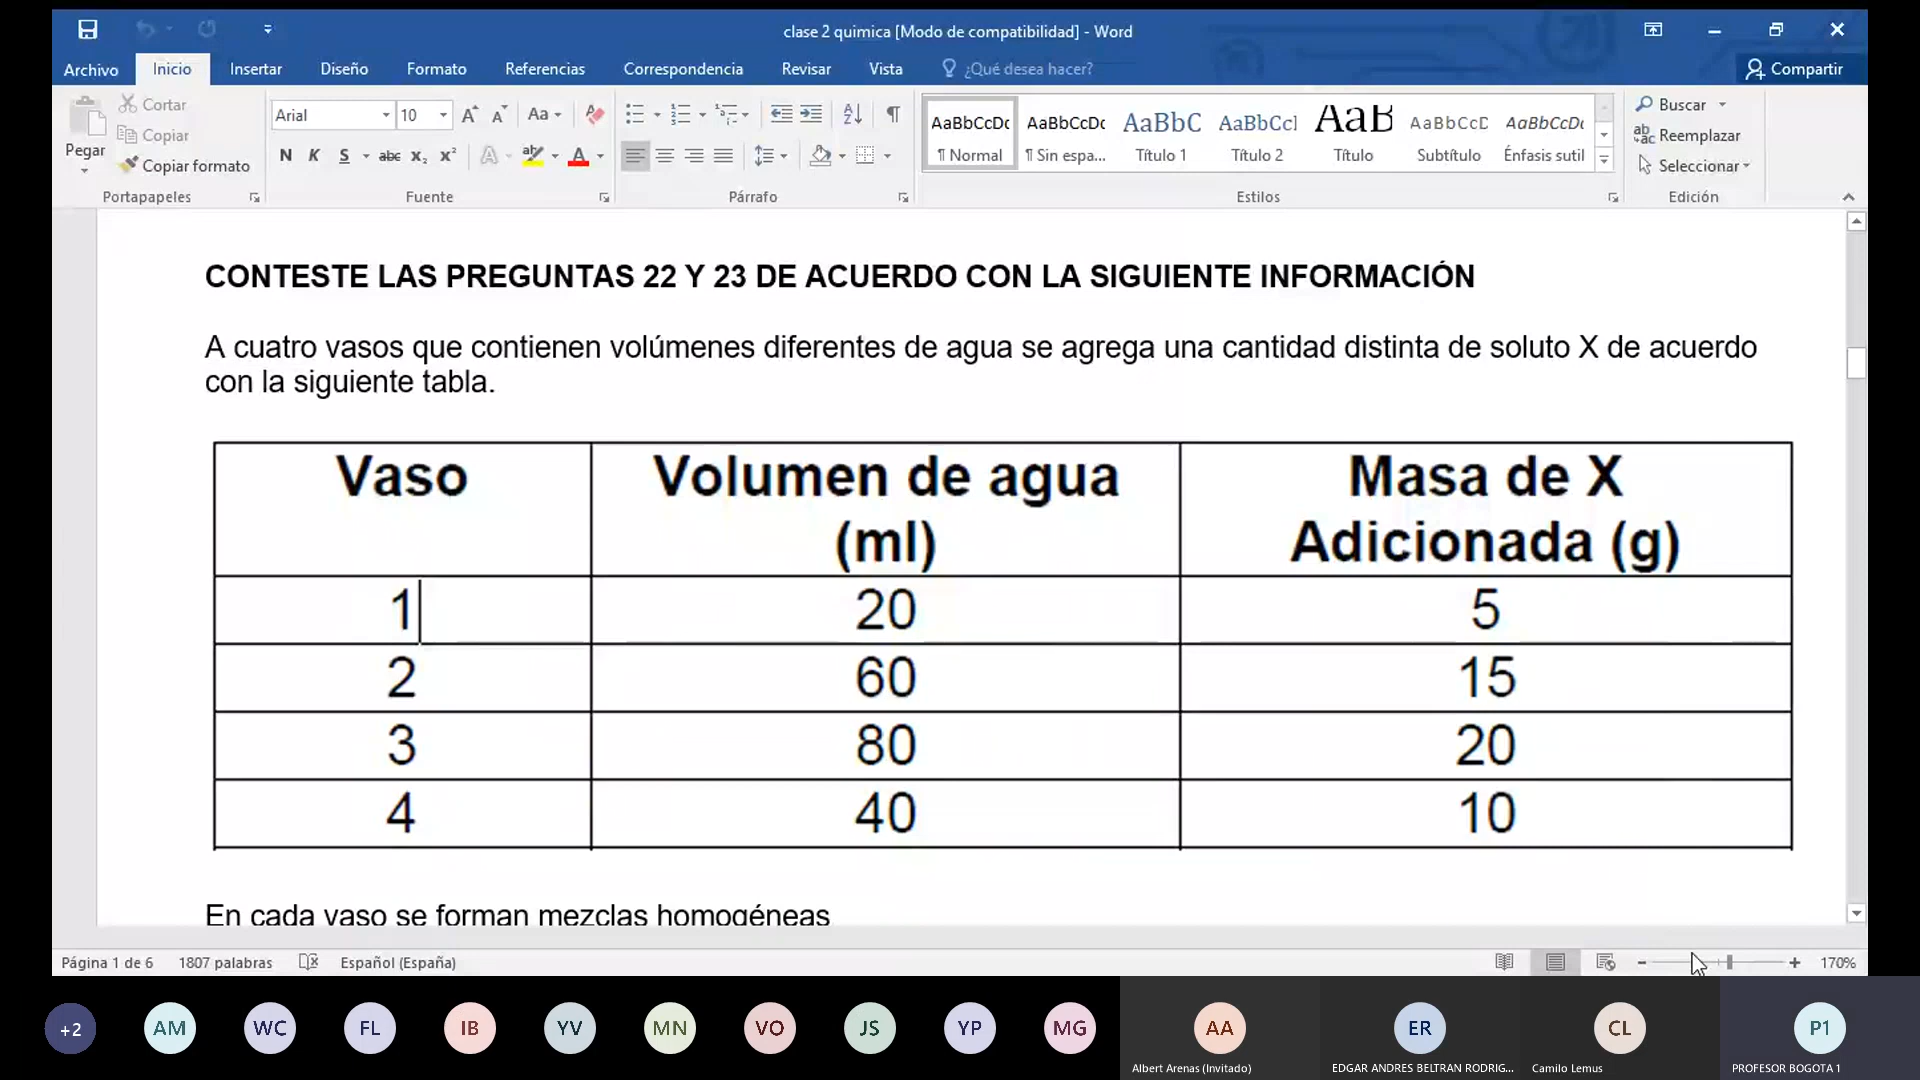 clase 2 quimica [Modo de compatibilidad] - Word
Archivo Inicio Insertar Diseño Formato Referencias Correspondencia Revisar Vista ¿Qué desea hacer? Compartir
Pegar
Cortar
Copiar
Copiar formato
Portapapeles
Arial 10 Aa
N K S abc x₂ x² A A
Fuente
Párrafo
AaBbCcDc AaBbCcDc AaBbC AaBbCcI AaB AaBbCcD AaBbCcDc
¶ Normal ¶ Sin espa... Título 1 Título 2 Título Subtítulo Énfasis sutil
Estilos
Buscar
Reemplazar
Seleccionar
Edición
CONTESTE LAS PREGUNTAS 22 Y 23 DE ACUERDO CON LA SIGUIENTE INFORMACIÓN
A cuatro vasos que contienen volúmenes diferentes de agua se agrega una cantidad distinta de soluto X de acuerdo
con la siguiente tabla.
Vaso Volumen de agua (ml) Masa de X Adicionada (g)
1 20 5
2 60 15
3 80 20
4 40 10
En cada vaso se forman mezclas homogéneas
Página 1 de 6 1807 palabras Español (España) 170%
+2 AM WC FL IB YV MN VO JS YP MG AA ER CL P1
Albert Arenas (Invitado) EDGAR ANDRES BELTRAN RODRIG... Camilo Lemus PROFESOR BOGOTA 1